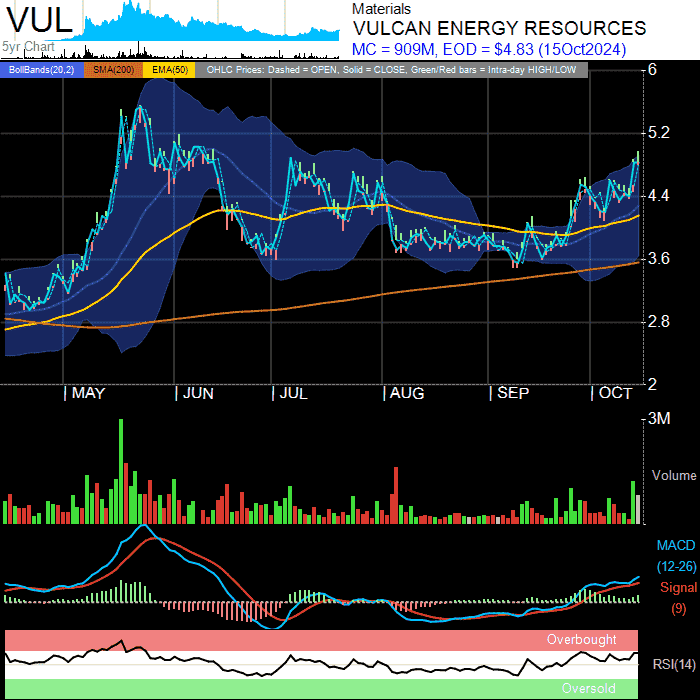 VUL
5yr Chart
Materials
VULCAN ENERGY RESOURCES
MC = 909M, EOD = $4.83 (15Oct2024)
BollBands(20,2) SMA(200) EMA(50) OHLC Prices: Dashed = OPEN, Solid = CLOSE, Green/Red bars = Intra-day HIGH/LOW
6
5.2
4.4
3.6
2.8
2
MAY JUN JUL AUG SEP OCT
3M
Volume
MACD
(12-26)
Signal
(9)
Overbought
RSI(14)
Oversold